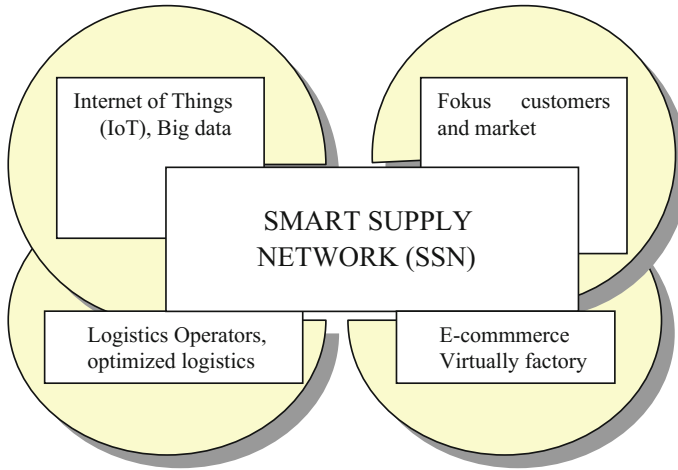 Internet of Things
(IoT), Big data
Fokus customers
and market
SMART SUPPLY
NETWORK (SSN)
Logistics Operators,
optimized logistics
E-commmerce
Virtually factory